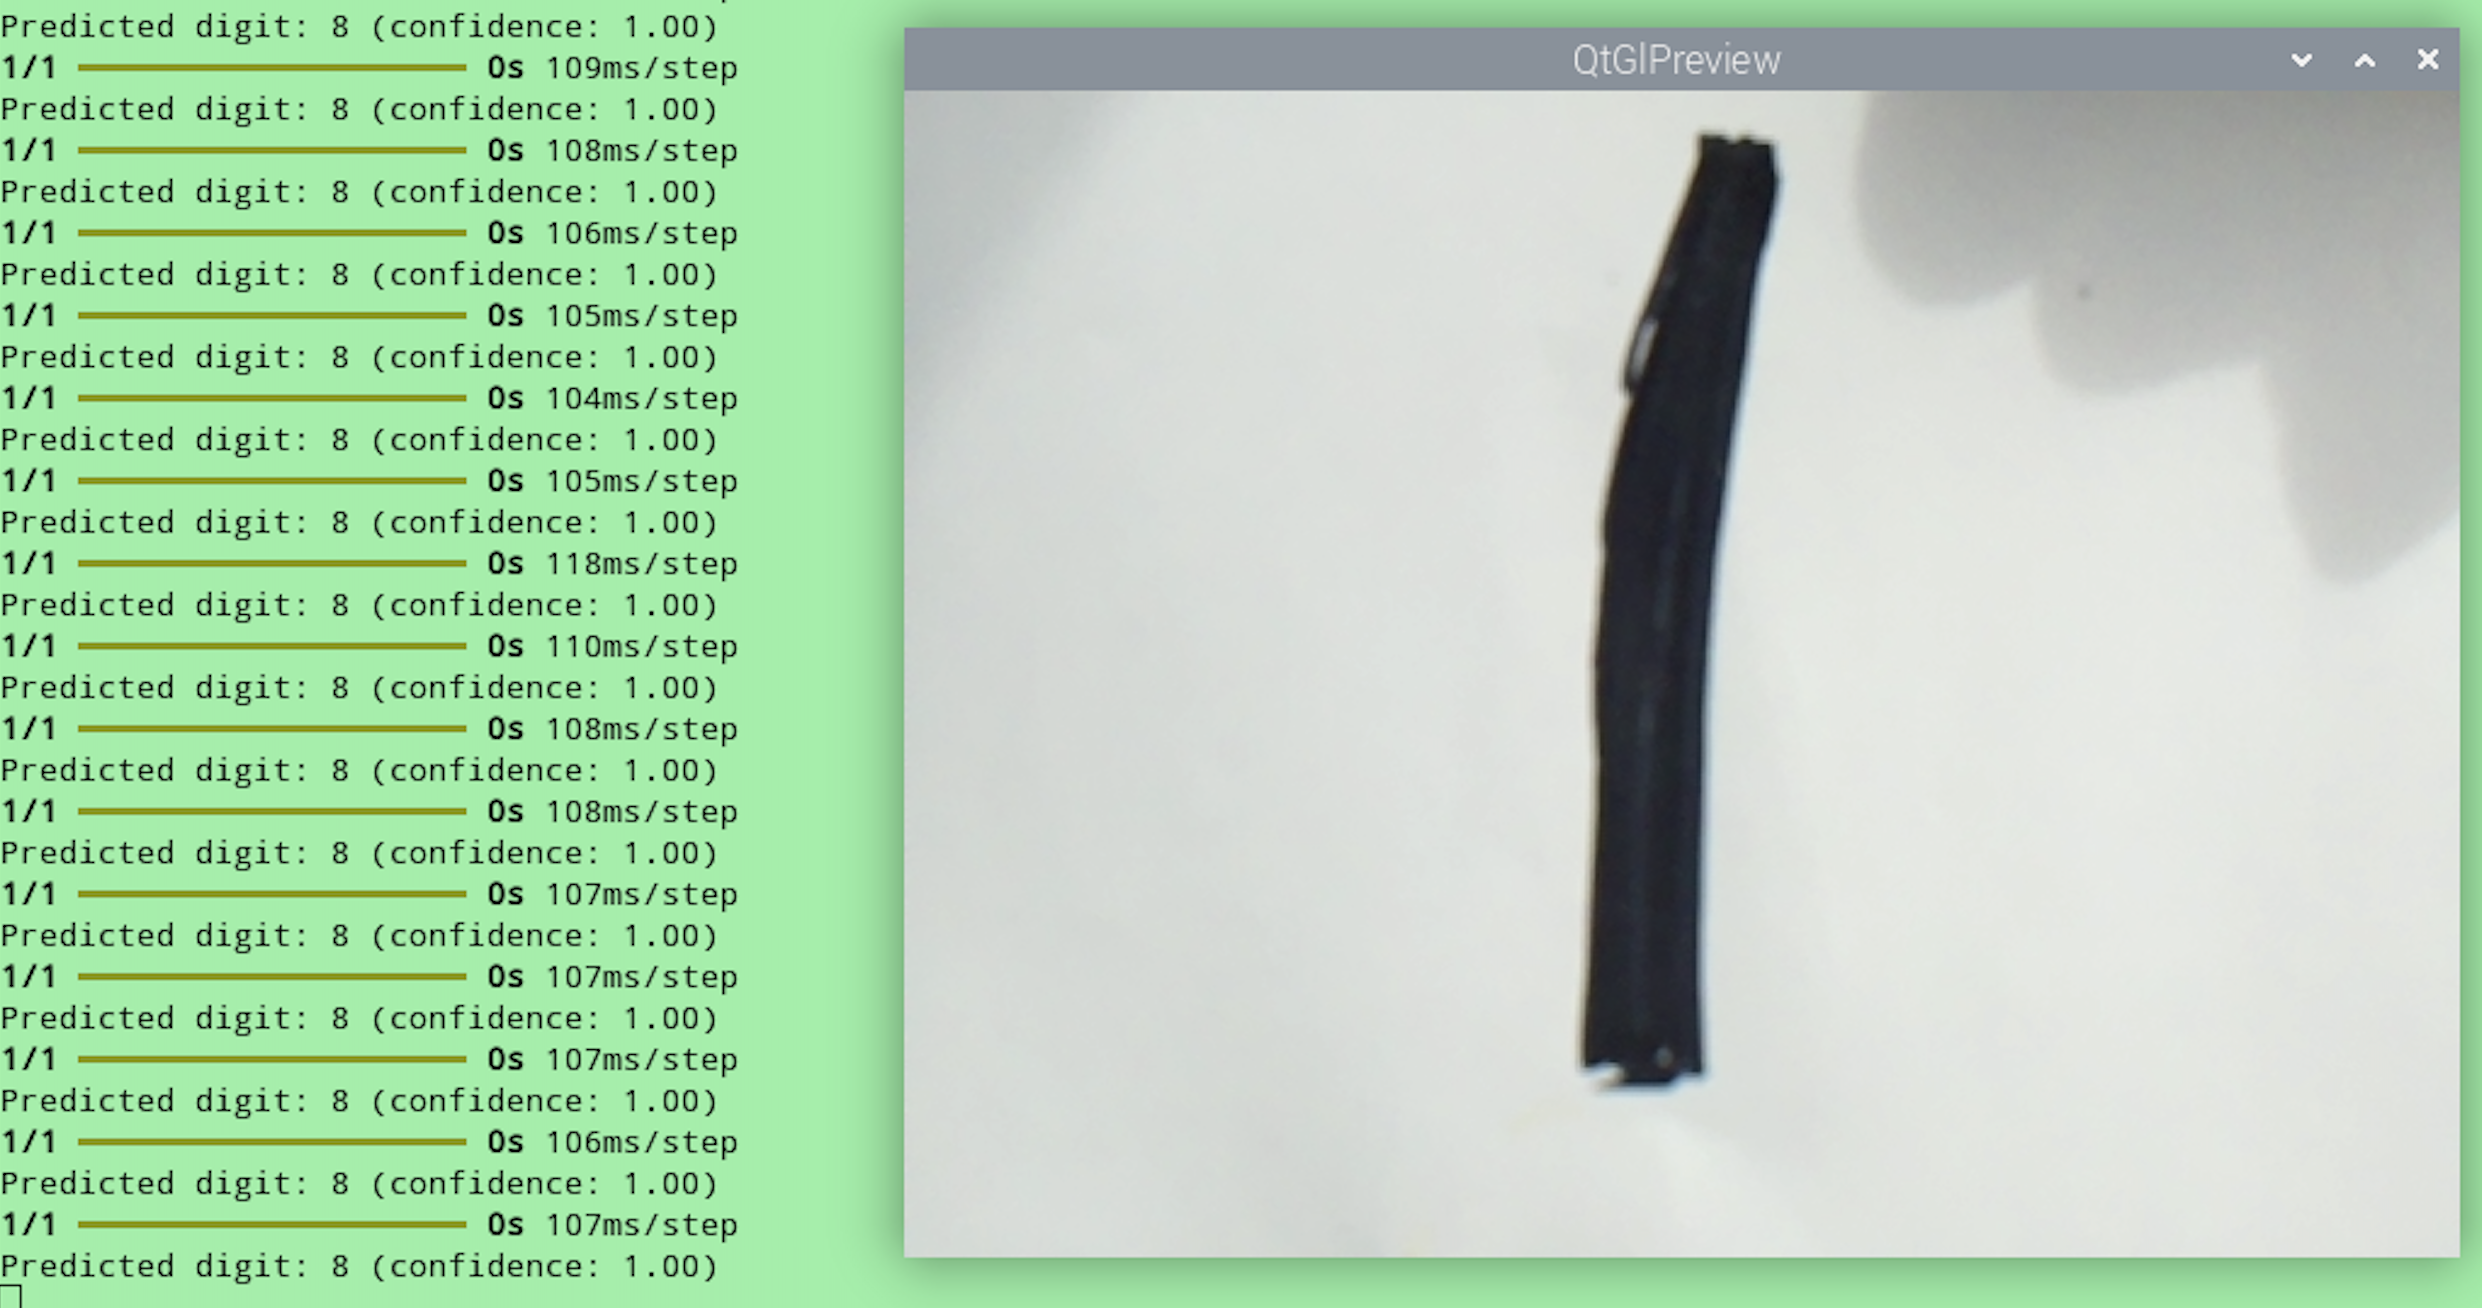 Predicted digit: 8 (confidence: 1.00)
1/1 0s 109ms/step
Predicted digit: 8 (confidence: 1.00)
1/1 0s 108ms/step
Predicted digit: 8 (confidence: 1.00)
1/1 0s 106ms/step
Predicted digit: 8 (confidence: 1.00)
1/1 0s 105ms/step
Predicted digit: 8 (confidence: 1.00)
1/1 0s 104ms/step
Predicted digit: 8 (confidence: 1.00)
1/1 0s 105ms/step
Predicted digit: 8 (confidence: 1.00)
1/1 0s 118ms/step
Predicted digit: 8 (confidence: 1.00)
1/1 0s 110ms/step
Predicted digit: 8 (confidence: 1.00)
1/1 0s 108ms/step
Predicted digit: 8 (confidence: 1.00)
1/1 0s 108ms/step
Predicted digit: 8 (confidence: 1.00)
1/1 0s 107ms/step
Predicted digit: 8 (confidence: 1.00)
1/1 0s 107ms/step
Predicted digit: 8 (confidence: 1.00)
1/1 0s 107ms/step
Predicted digit: 8 (confidence: 1.00)
1/1 0s 106ms/step
Predicted digit: 8 (confidence: 1.00)
1/1 0s 107ms/step
Predicted digit: 8 (confidence: 1.00)
QtGlPreview